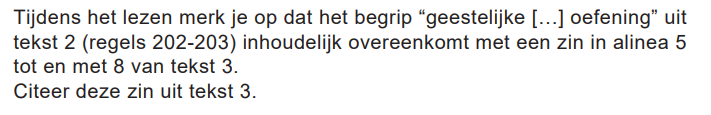 Tijdens het lezen merk je op dat het begrip “geestelijke […] oefening” uit
tekst 2 (regels 202-203) inhoudelijk overeenkomt met een zin in alinea 5
tot en met 8 van tekst 3.
Citeer deze zin uit tekst 3.